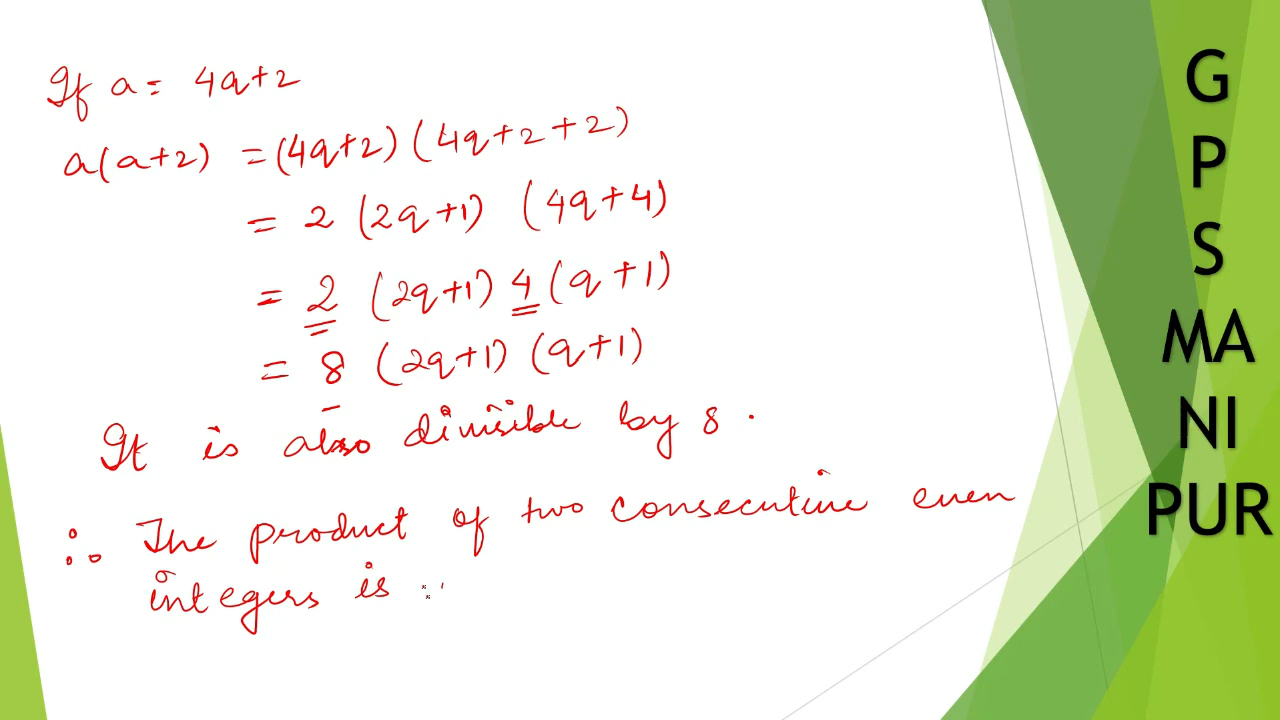 If a = 4q+2
a(a+2) = (4q+2) (4q+2+2)
= 2 (2q+1) (4q+4)
= 2 (2q+1) 4 (q+1)
= 8 (2q+1) (q+1)
It is also divisible by 8.
∴ The product of two consecutive even
integers is
G
P
S
MA
NI
PUR